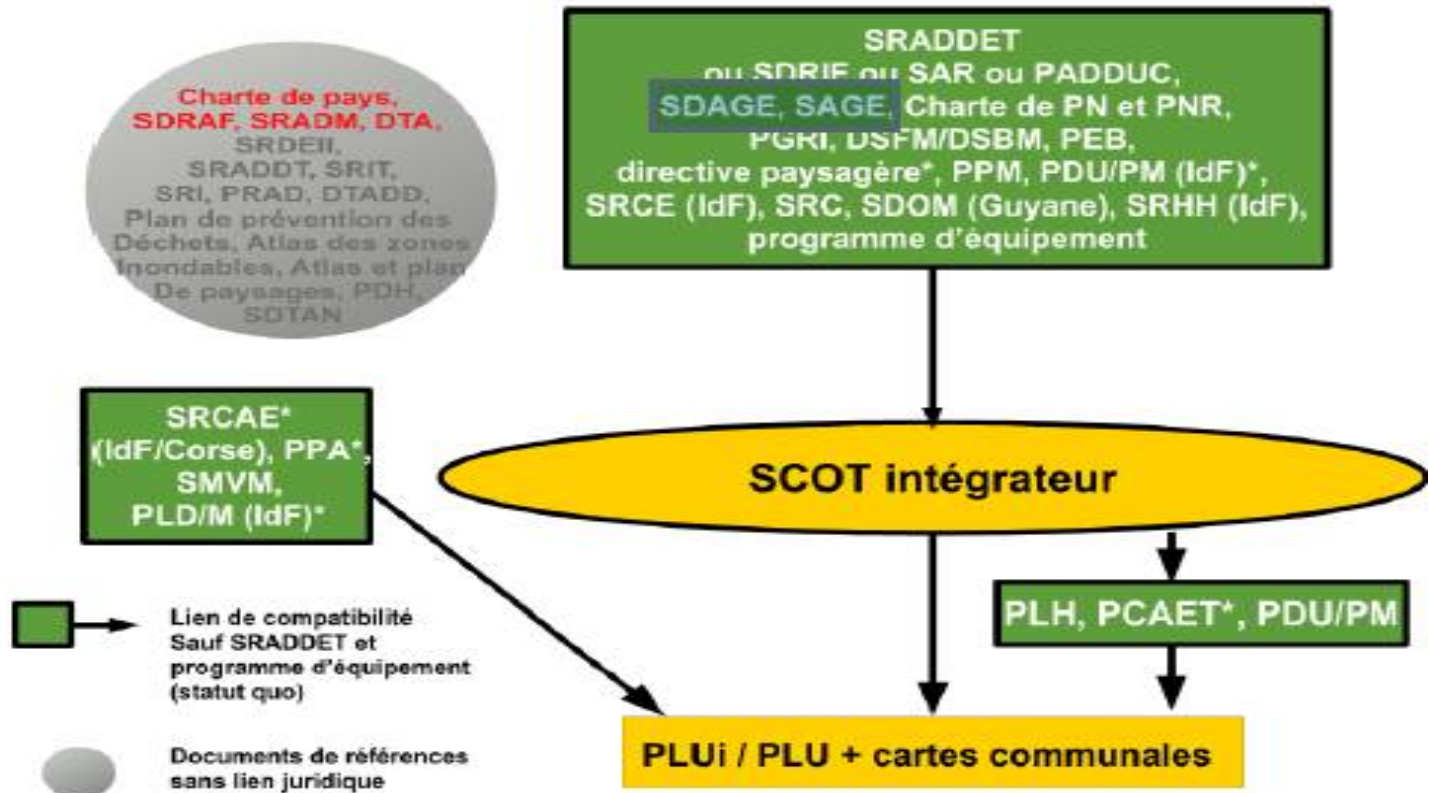 Charte de pays,
SDRAF, SRADM, DTA,
SRDEII,
SRADDT, SRIT,
SRI, PRAD, DTADD,
Plan de prévention des
Déchets, Atlas des zones
Inondables, Atlas et plan
De paysages, PDH,
SDTAN
SRADDET
ou SDRIF ou SAR ou PADDUC,
SDAGE, SAGE, Charte de PN et PNR,
PGRI, DSFM/DSBM, PEB,
directive paysagère*, PPM, PDU/PM (IdF)*,
SRCE (IdF), SRC, SDOM (Guyane), SRHH (IdF),
programme d'équipement
SRCAE*
(IdF/Corse), PPA*,
SMVM,
PLD/M (IdF)*
SCOT intégrateur
PLH, PCAET*, PDU/PM
Lien de compatibilité
Sauf SRADDET et
programme d'équipement
(statut quo)
Documents de références
sans lien juridique
PLUi / PLU + cartes communales